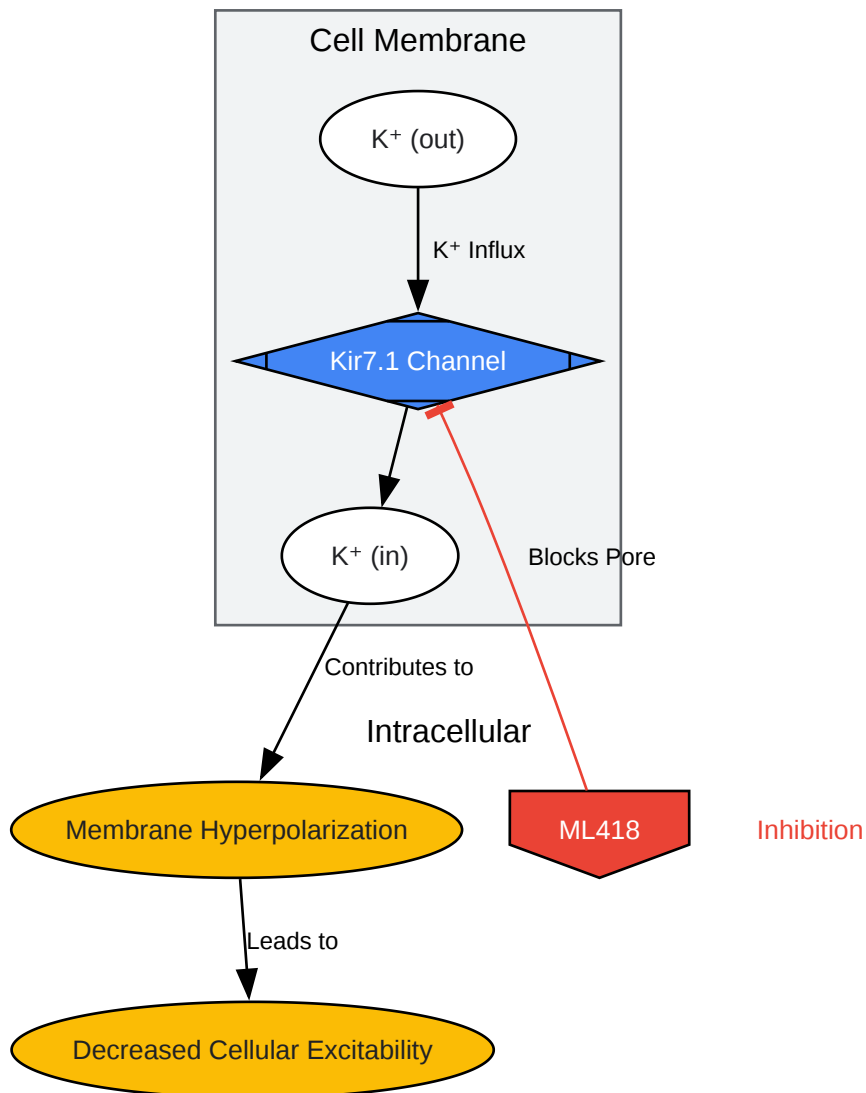 Cell Membrane
K⁺ (out)
K⁺ Influx
Kir7.1 Channel
K⁺ (in)
Blocks Pore
Contributes to
Intracellular
Membrane Hyperpolarization
ML418
Inhibition
Leads to
Decreased Cellular Excitability